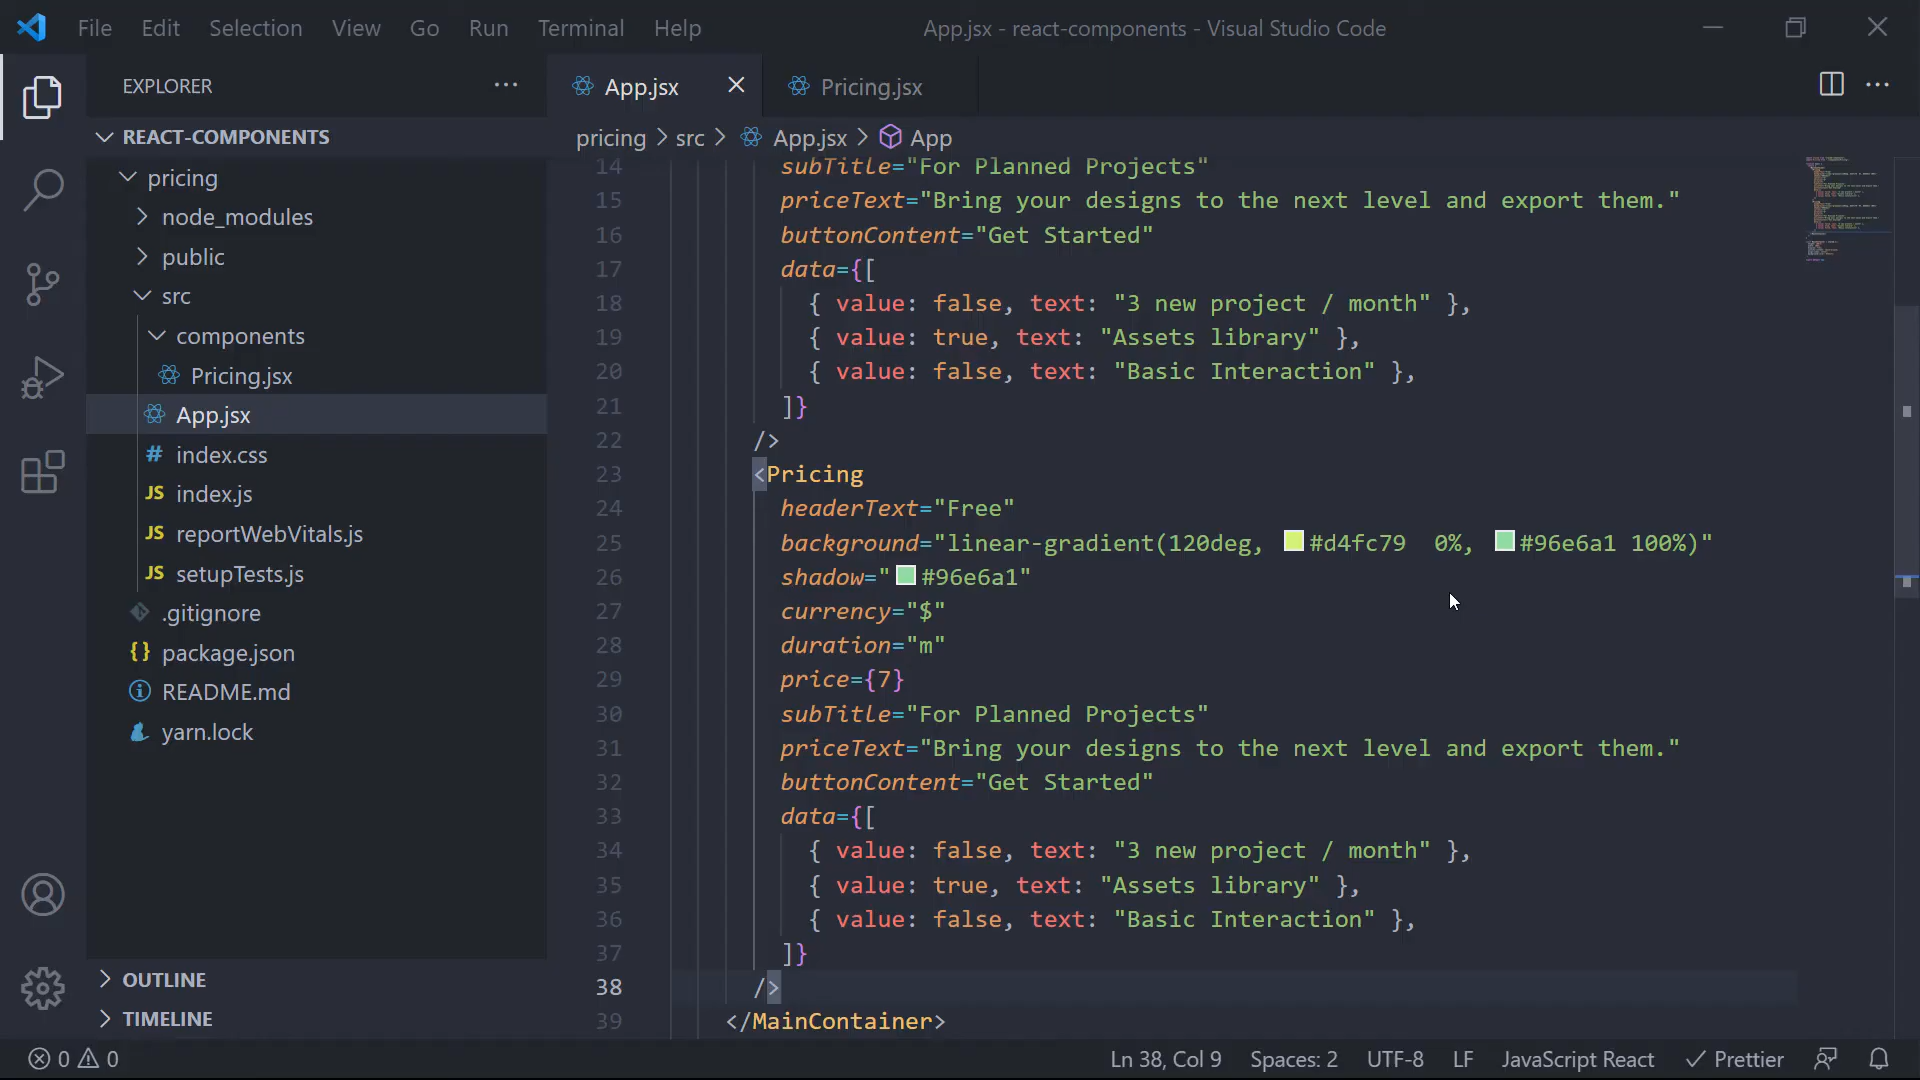 File Edit Selection View Go Run Terminal Help
App.jsx - react-components - Visual Studio Code
EXPLORER
REACT-COMPONENTS
pricing
node_modules
public
src
components
Pricing.jsx
App.jsx
index.css
JS index.js
JS reportWebVitals.js
JS setupTests.js
.gitignore
package.json
README.md
yarn.lock
OUTLINE
TIMELINE
App.jsx Pricing.jsx
pricing > src > App.jsx > App
14 subTitle="For Planned Projects"
15 priceText="Bring your designs to the next level and export them."
16 buttonContent="Get Started"
17 data={[
18 { value: false, text: "3 new project / month" },
19 { value: true, text: "Assets library" },
20 { value: false, text: "Basic Interaction" },
21 ]}
22 />
23 <Pricing
24 headerText="Free"
25 background="linear-gradient(120deg, #d4fc79 0%, #96e6a1 100%)"
26 shadow="#96e6a1"
27 currency="$"
28 duration="m"
29 price={7}
30 subTitle="For Planned Projects"
31 priceText="Bring your designs to the next level and export them."
32 buttonContent="Get Started"
33 data={[
34 { value: false, text: "3 new project / month" },
35 { value: true, text: "Assets library" },
36 { value: false, text: "Basic Interaction" },
37 ]}
38 />
39 </MainContainer>
0 0 Ln 38, Col 9 Spaces: 2 UTF-8 LF JavaScript React Prettier